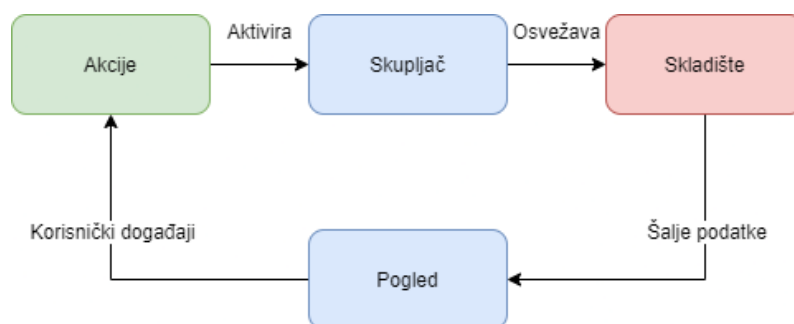 Aktivira
Osvežava
Akcije
Skupljač
Skladište
Korisnički događaji
Šalje podatke
Pogled